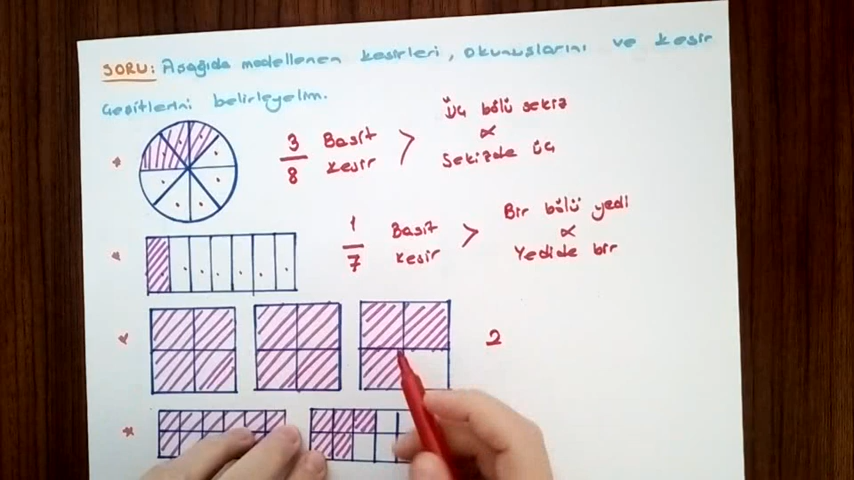 SORU: Aşağıda modellenen kesirleri, okunuşlarını ve kesir
çeşitlerini belirleyelim.
3/8 Basit kesir > üç bölü sekiz
∝
Sekizde üç
1/7 Basit kesir > Bir bölü yedi
∝
Yedide bir
2